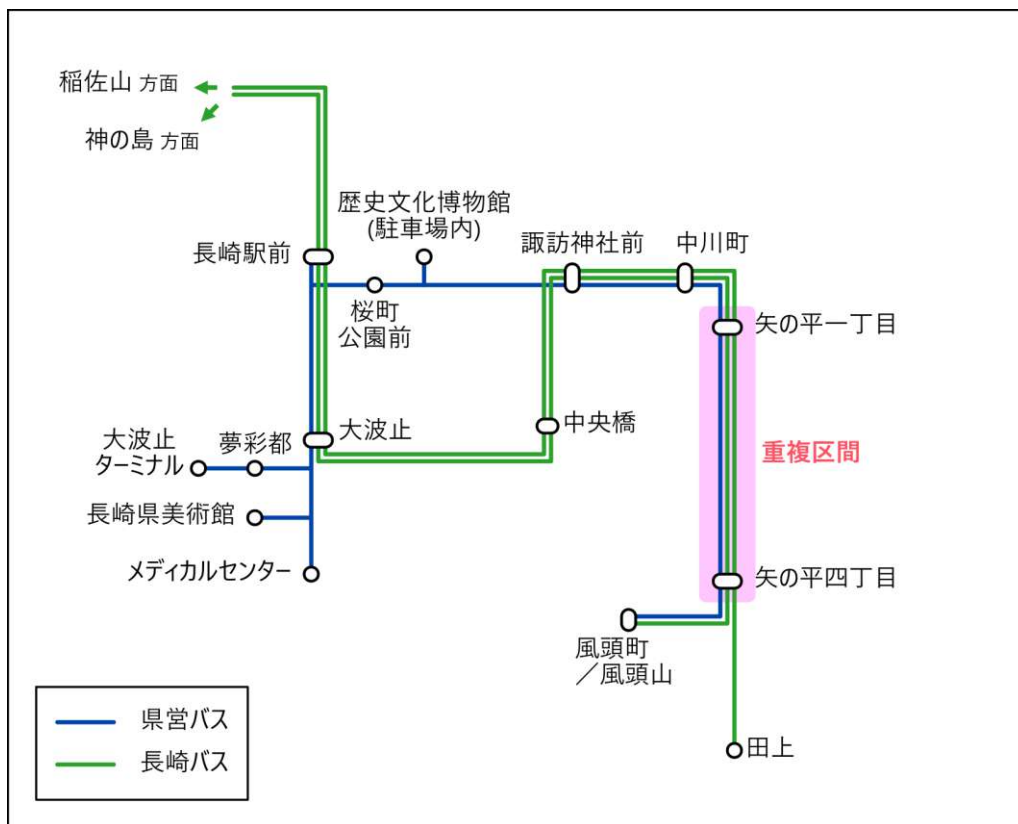 稲佐山 方面
神の島 方面
歴史文化博物館
(駐車場内)
諏訪神社前
中川町
長崎駅前
桜町
公園前
矢の平一丁目
大波止
中央橋
大波止
ターミナル
夢彩都
重複区間
長崎県美術館
メディカルセンター
矢の平四丁目
風頭町
／風頭山
県営バス
長崎バス
田上